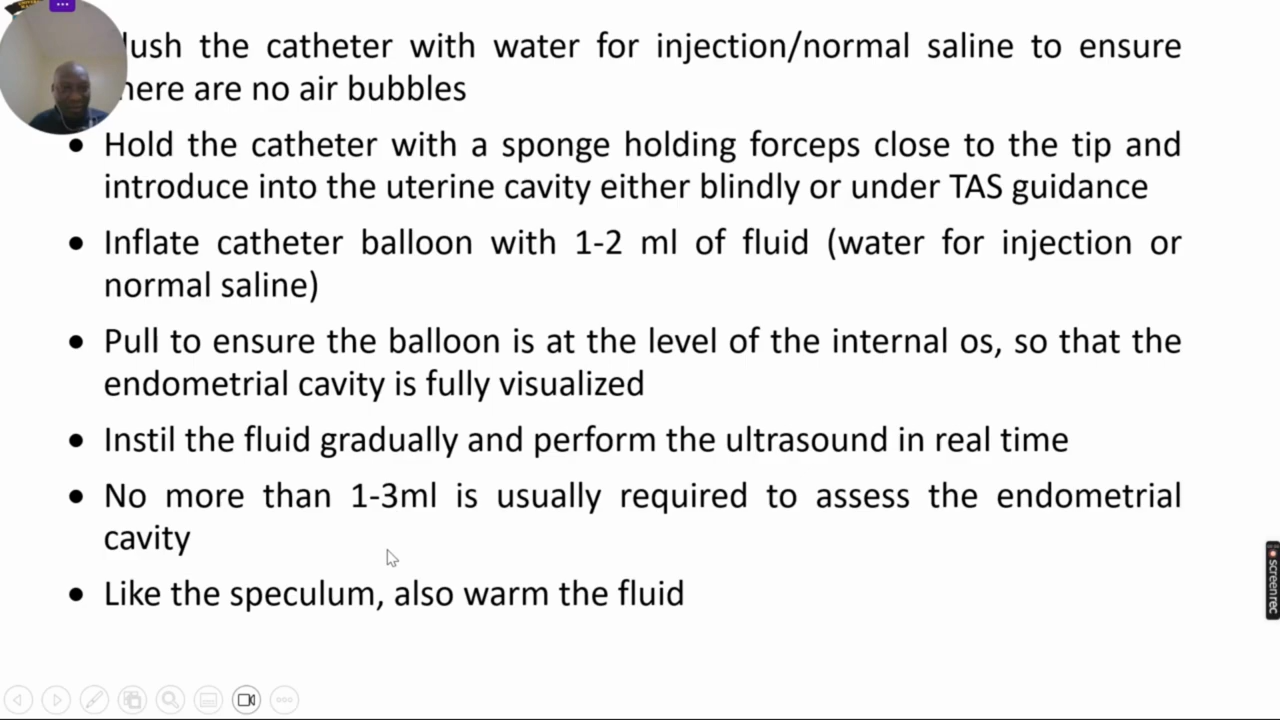 lush the catheter with water for injection/normal saline to ensure
here are no air bubbles
• Hold the catheter with a sponge holding forceps close to the tip and
introduce into the uterine cavity either blindly or under TAS guidance
• Inflate catheter balloon with 1-2 ml of fluid (water for injection or
normal saline)
• Pull to ensure the balloon is at the level of the internal os, so that the
endometrial cavity is fully visualized
• Instil the fluid gradually and perform the ultrasound in real time
• No more than 1-3ml is usually required to assess the endometrial
cavity
• Like the speculum, also warm the fluid
screenrec